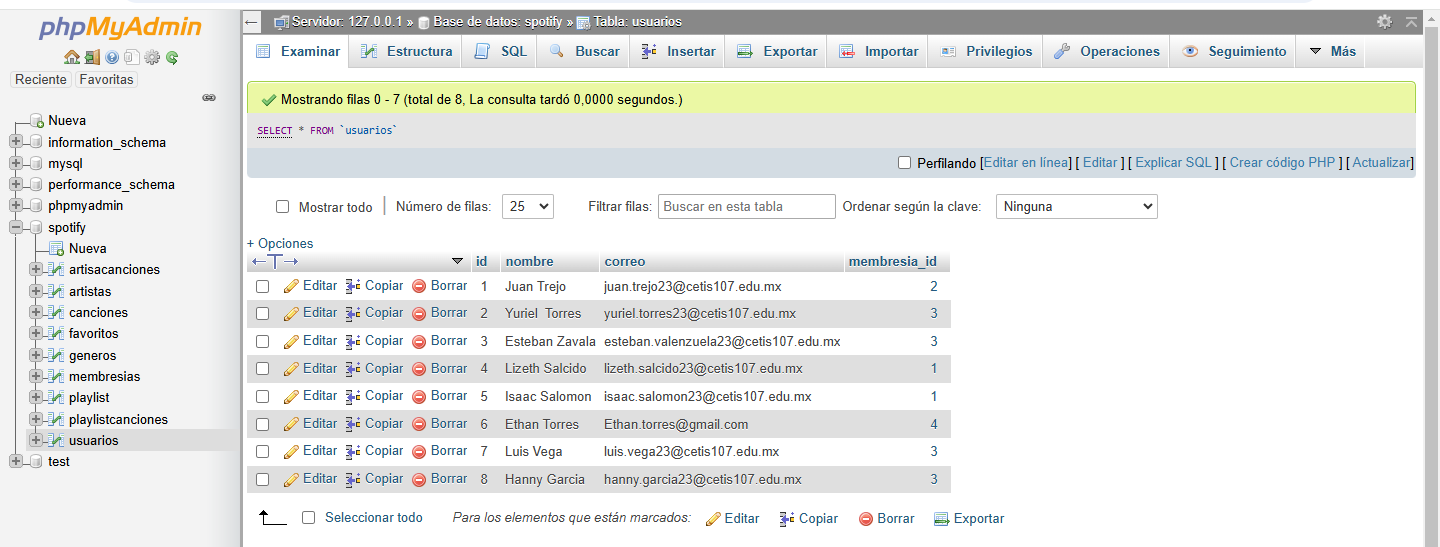 phpMyAdmin
Reciente Favoritas
Nueva
information_schema
mysql
performance_schema
phpmyadmin
spotify
Nueva
artisacanciones
artistas
canciones
favoritos
generos
membresias
playlist
playlistcanciones
usuarios
test
Servidor: 127.0.0.1 » Base de datos: spotify » Tabla: usuarios
Examinar Estructura SQL Buscar Insertar Exportar Importar Privilegios Operaciones Seguimiento Más
Mostrando filas 0 - 7 (total de 8, La consulta tardó 0,0000 segundos.)
SELECT * FROM `usuarios`
Perfilando [Editar en línea] [ Editar ] [ Explicar SQL ] [ Crear código PHP ] [ Actualizar]
Mostrar todo Número de filas: 25 Filtrar filas: Buscar en esta tabla Ordenar según la clave: Ninguna
+ Opciones
id nombre correo membresia_id
Editar Copiar Borrar 1 Juan Trejo juan.trejo23@cetis107.edu.mx 2
Editar Copiar Borrar 2 Yuriel Torres yuriel.torres23@cetis107.edu.mx 3
Editar Copiar Borrar 3 Esteban Zavala esteban.valenzuela23@cetis107.edu.mx 3
Editar Copiar Borrar 4 Lizeth Salcido lizeth.salcido23@cetis107.edu.mx 1
Editar Copiar Borrar 5 Isaac Salomon isaac.salomon23@cetis107.edu.mx 1
Editar Copiar Borrar 6 Ethan Torres Ethan.torres@gmail.com 4
Editar Copiar Borrar 7 Luis Vega luis.vega23@cetis107.edu.mx 3
Editar Copiar Borrar 8 Hanny Garcia hanny.garcia23@cetis107.edu.mx 3
Seleccionar todo Para los elementos que están marcados: Editar Copiar Borrar Exportar